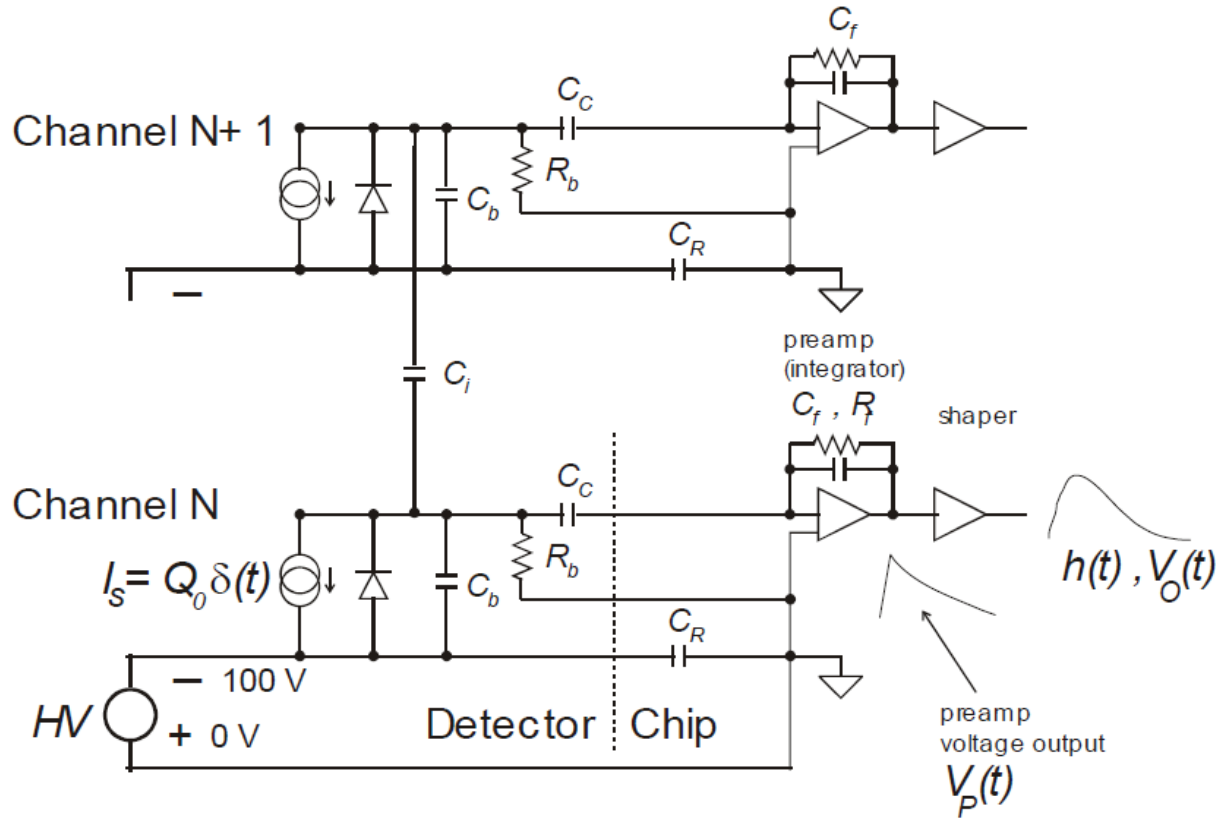 C_f
C_C
Channel N+ 1
R_b
C_b
C_R
−
preamp
(integrator)
C_i
C_f , R_f
shaper
C_C
Channel N
R_b
I_S= Q_0 δ(t)
C_b
h(t) ,V_O(t)
C_R
− 100 V
HV
+ 0 V
Detector
Chip
preamp
voltage output
V_P(t)